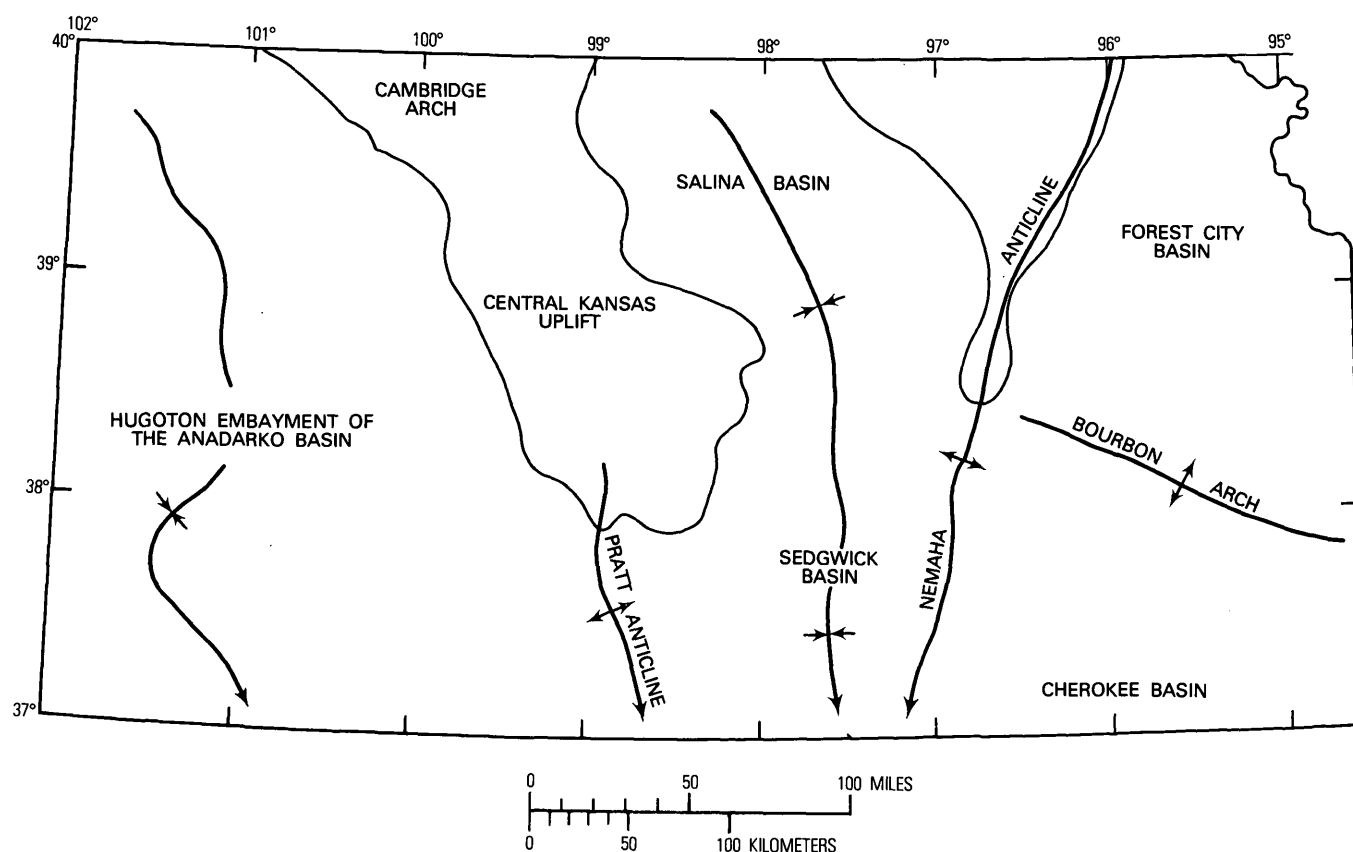 102°
40°
101°
100°
99°
98°
97°
96°
95°
CAMBRIDGE
ARCH
SALINA BASIN
ANTICLINE
FOREST CITY
BASIN
39°
CENTRAL KANSAS
UPLIFT
HUGOTON EMBAYMENT OF
THE ANADARKO BASIN
BOURBON ARCH
38°
PRATT ANTICLINE
SEDGWICK
BASIN
NEMAHA
CHEROKEE BASIN
37°
0 50 100 MILES
0 50 100 KILOMETERS